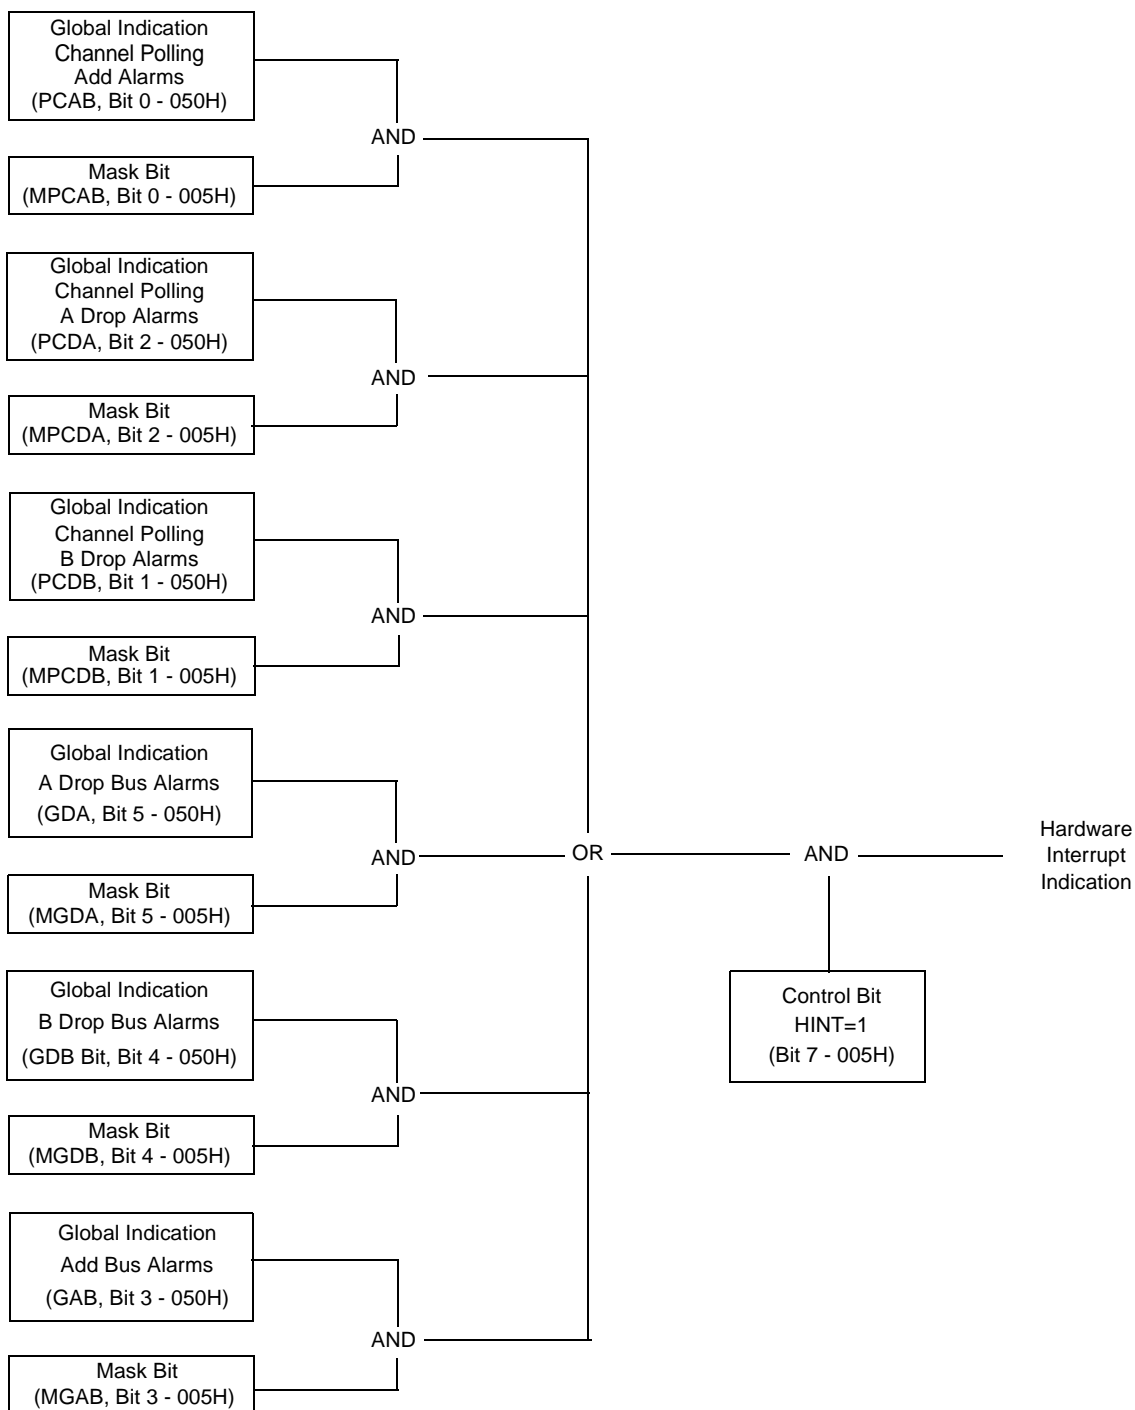 Global Indication
Channel Polling
Add Alarms
(PCAB, Bit 0 - 050H)
AND
Mask Bit
(MPCAB, Bit 0 - 005H)
Global Indication
Channel Polling
A Drop Alarms
(PCDA, Bit 2 - 050H)
AND
Mask Bit
(MPCDA, Bit 2 - 005H)
Global Indication
Channel Polling
B Drop Alarms
(PCDB, Bit 1 - 050H)
AND
Mask Bit
(MPCDB, Bit 1 - 005H)
Global Indication
A Drop Bus Alarms
(GDA, Bit 5 - 050H)
AND
Mask Bit
(MGDA, Bit 5 - 005H)
OR
AND
Hardware
Interrupt
Indication
Control Bit
HINT=1
(Bit 7 - 005H)
Global Indication
B Drop Bus Alarms
(GDB Bit, Bit 4 - 050H)
AND
Mask Bit
(MGDB, Bit 4 - 005H)
Global Indication
Add Bus Alarms
(GAB, Bit 3 - 050H)
AND
Mask Bit
(MGAB, Bit 3 - 005H)